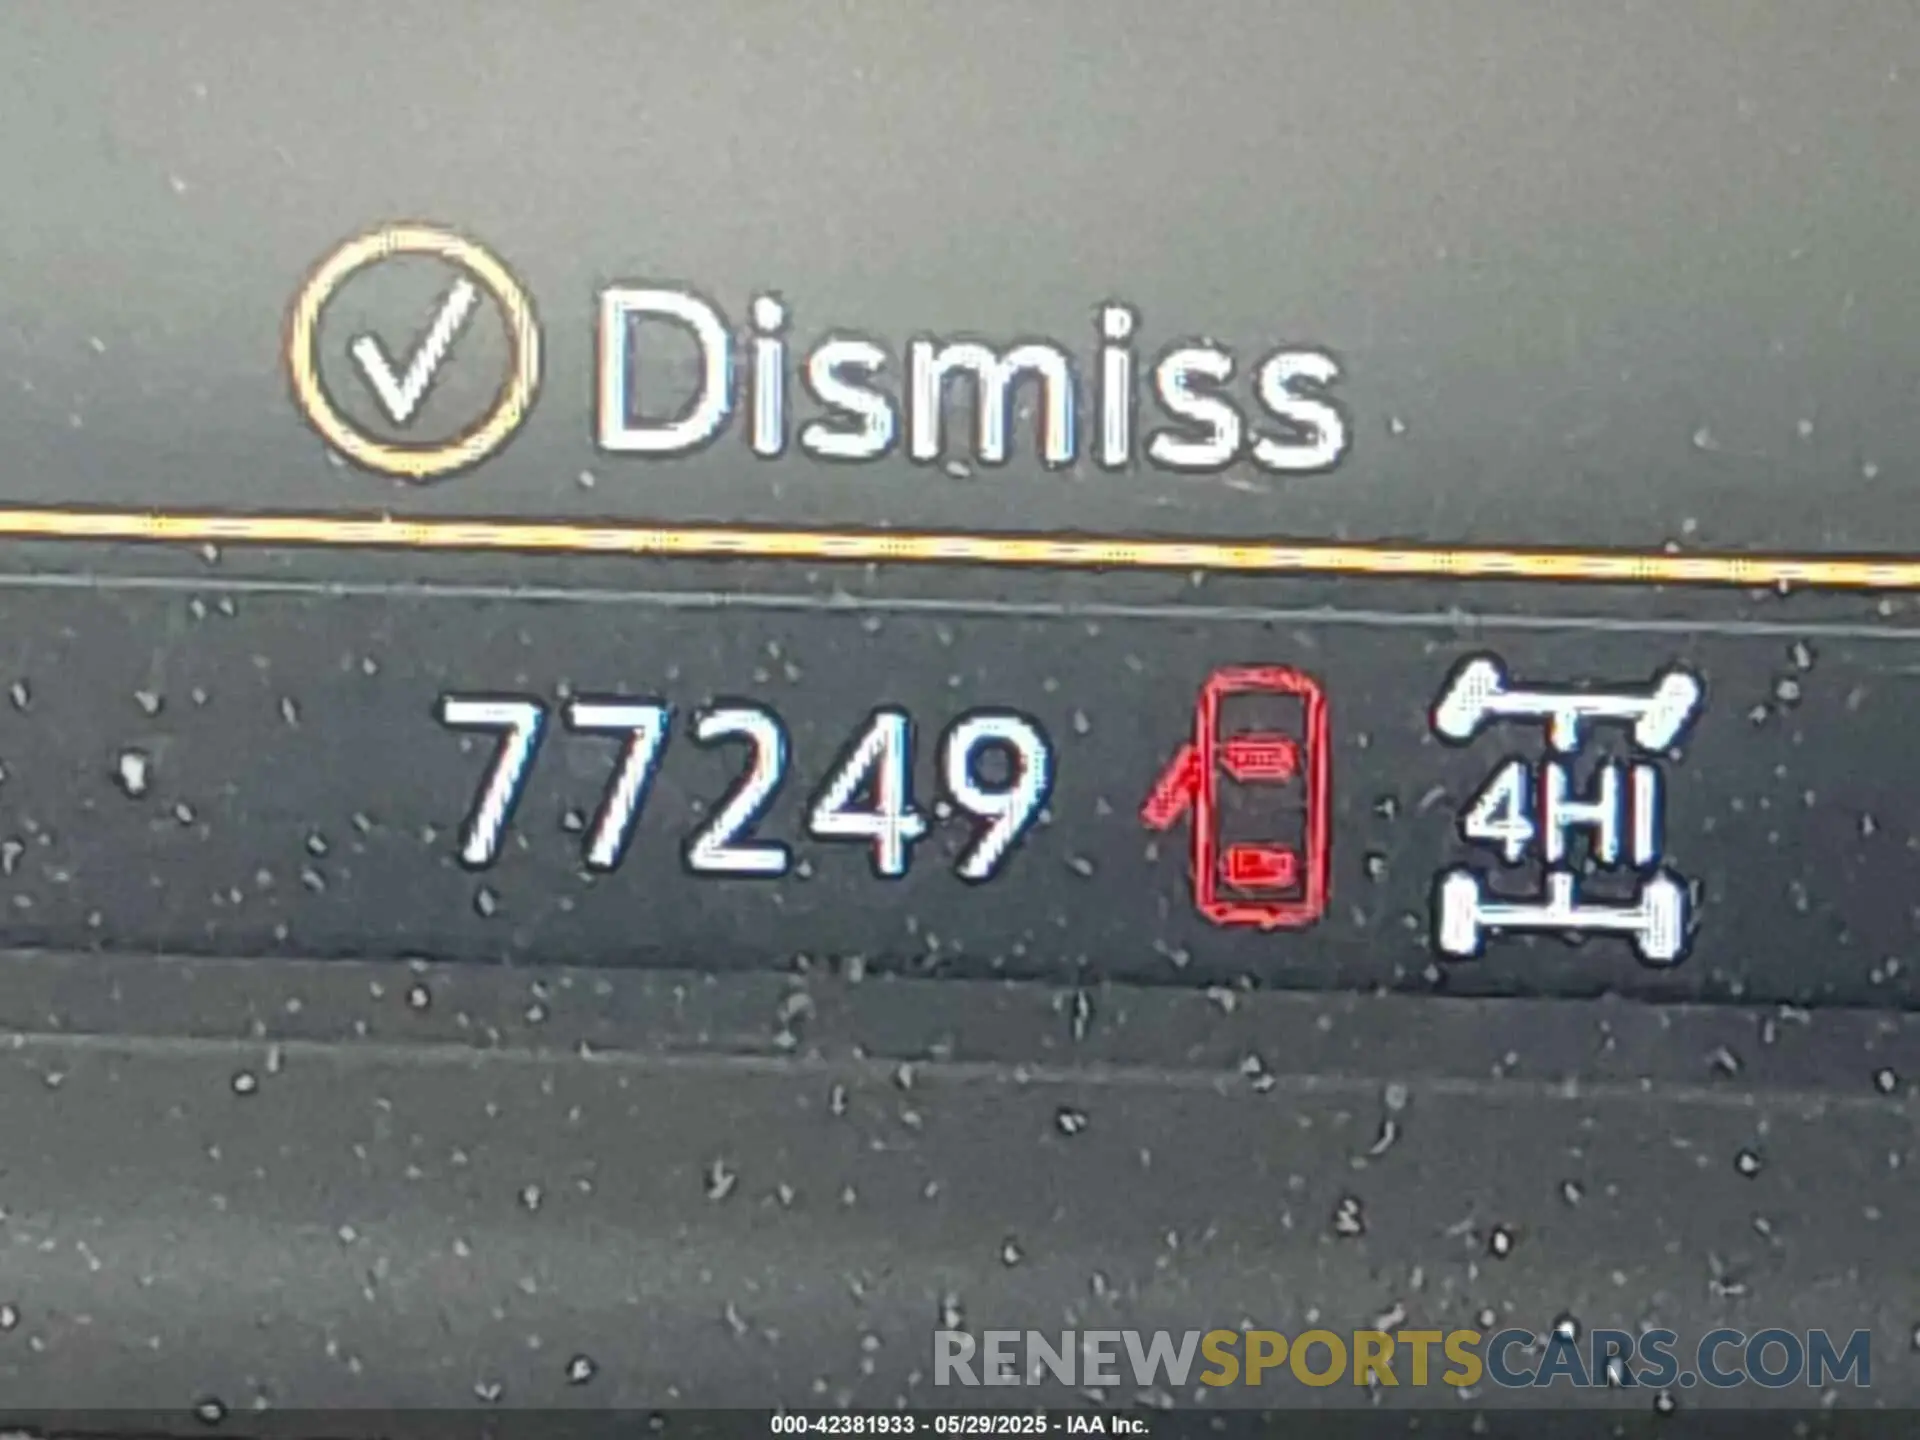 Dismiss
77249
4HI
RENEWSPORTSCARS.COM
000-42381933 - 05/29/2025 - IAA Inc.